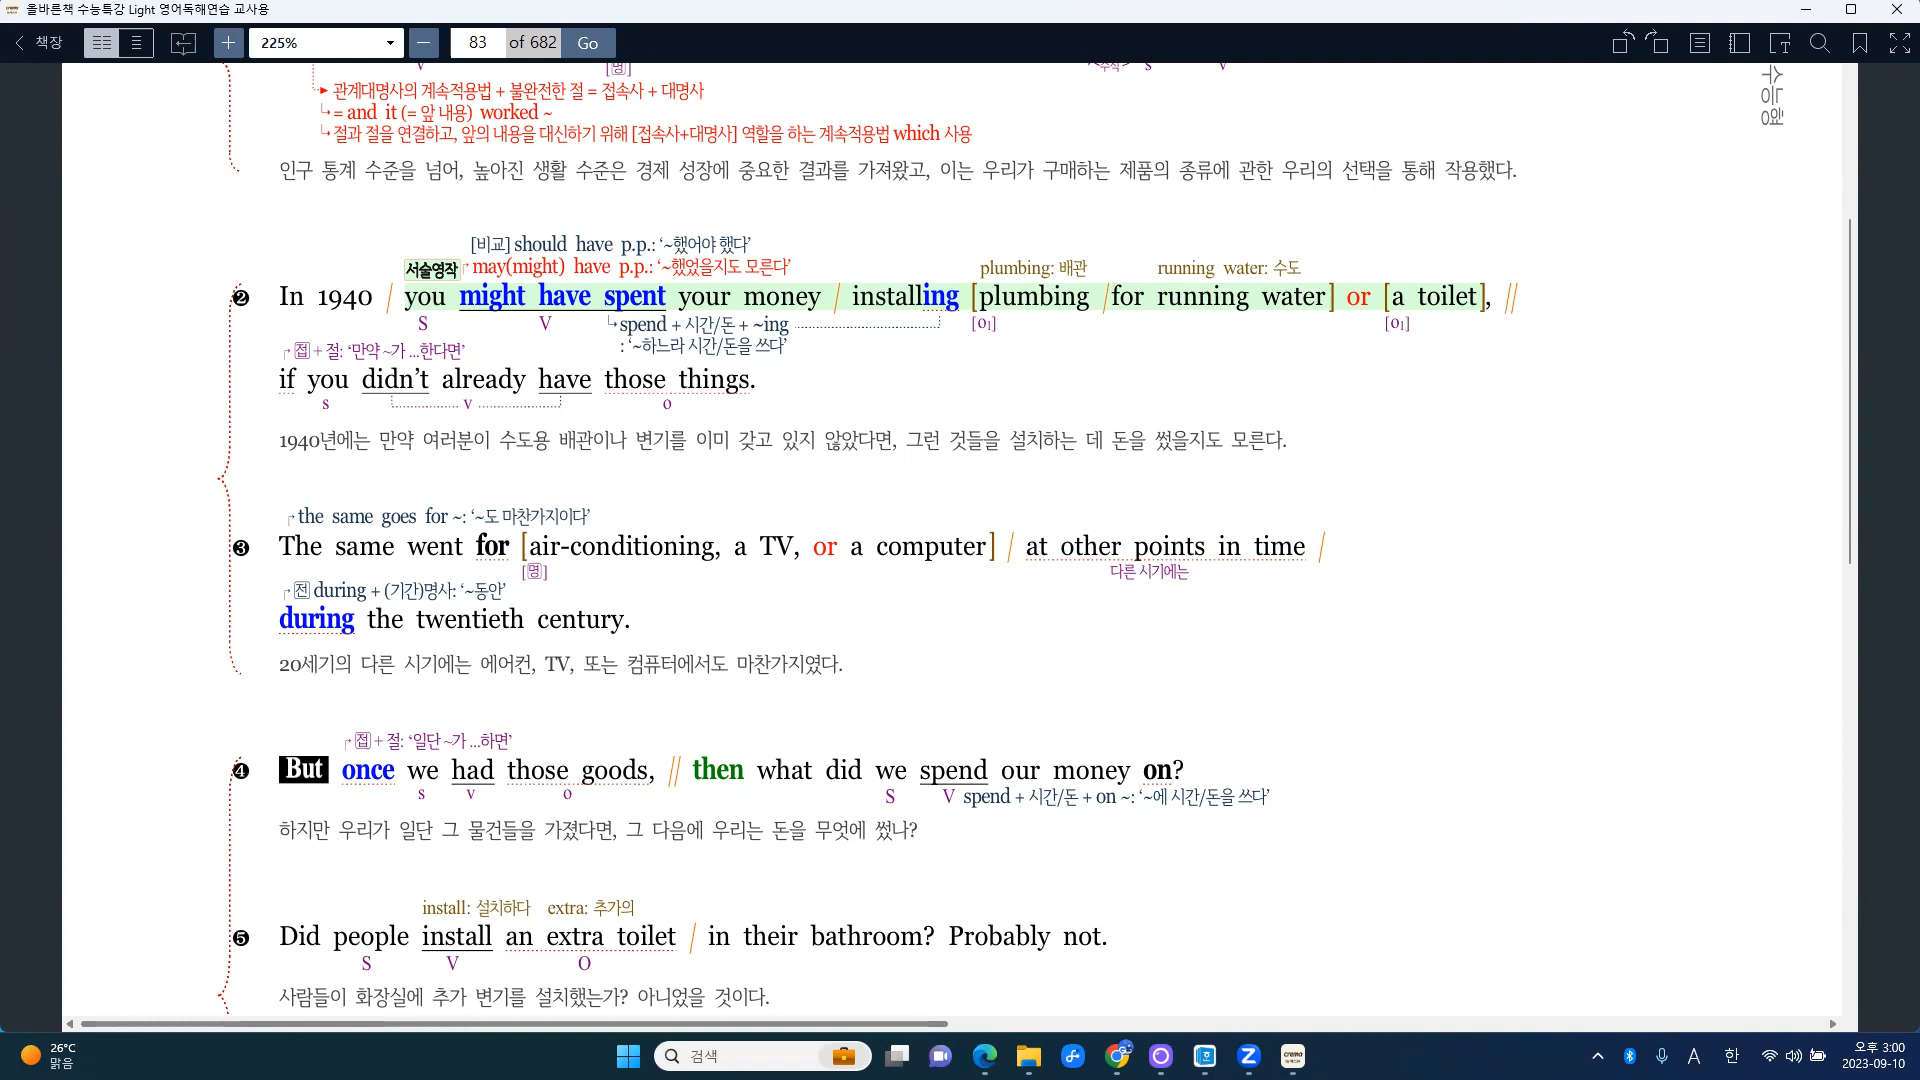 올바른책 수능특강 Light 영어독해연습 교사용
책장
225%
83 of 682 Go
수능형
[명] s v
관계대명사의 계속적용법 + 불완전한 절 = 접속사 + 대명사
= and it (= 앞 내용) worked ~
절과 절을 연결하고, 앞의 내용을 대신하기 위해 [접속사+대명사] 역할을 하는 계속적용법 which 사용
인구 통계 수준을 넘어, 높아진 생활 수준은 경제 성장에 중요한 결과를 가져왔고, 이는 우리가 구매하는 제품의 종류에 관한 우리의 선택을 통해 작용했다.
[비교] should have p.p.: ‘~했어야 했다’
서술영작 may(might) have p.p.: ‘~했었을지도 모른다’ plumbing: 배관 running water: 수도
❷ In 1940 / you might have spent your money / installing [plumbing / for running water] or [a toilet], //
S V spend + 시간/돈 + ~ing [o1] [o1]
: ‘~하느라 시간/돈을 쓰다’
접 + 절: ‘만약 ~가 ...한다면’
if you didn’t already have those things.
s v o
1940년에는 만약 여러분이 수도용 배관이나 변기를 이미 갖고 있지 않았다면, 그런 것들을 설치하는 데 돈을 썼을지도 모른다.
the same goes for ~: ‘~도 마찬가지이다’
❸ The same went for [air-conditioning, a TV, or a computer] / at other points in time /
[명] 다른 시기에는
전 during + (기간)명사: ‘~동안’
during the twentieth century.
20세기의 다른 시기에는 에어컨, TV, 또는 컴퓨터에서도 마찬가지였다.
접 + 절: ‘일단 ~가 ...하면’
❹ But once we had those goods, // then what did we spend our money on?
s v o S V spend + 시간/돈 + on ~: ‘~에 시간/돈을 쓰다’
하지만 우리가 일단 그 물건들을 가졌다면, 그 다음에 우리는 돈을 무엇에 썼나?
install: 설치하다 extra: 추가의
❺ Did people install an extra toilet / in their bathroom? Probably not.
S V O
사람들이 화장실에 추가 변기를 설치했는가? 아니었을 것이다.
26°C
맑음
검색
A 한
오후 3:00
2023-09-10